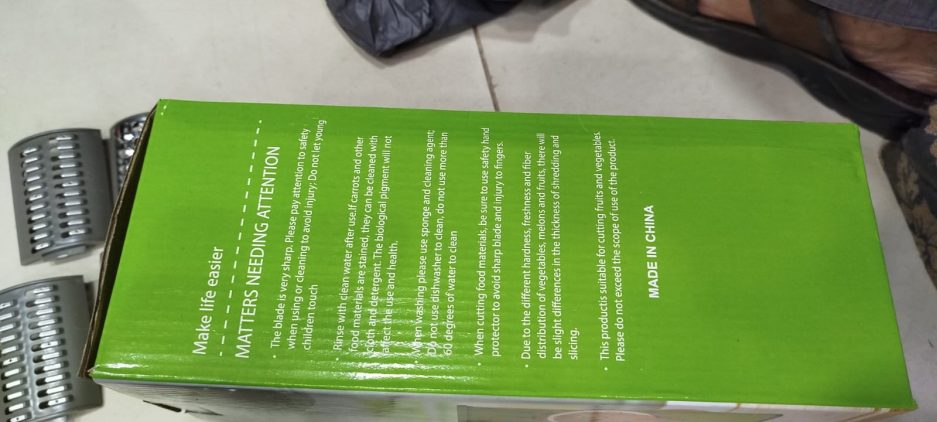 Make life easier
MATTERS NEEDING ATTENTION
• The blade is very sharp. Please pay attention to safety
when using or cleaning to avoid injury; Do not let young
children touch
• Rinse with clean water after use.If carrots and other
food materials are stained, they can be cleaned with
cloth and detergent. The biological pigment will not
affect the use and health.
• When washing please use sponge and cleaning agent;
Do not use dishwasher to clean, do not use more than
60 degrees of water to clean
• When cutting food materials, be sure to use safety hand
protector to avoid sharp blade and injury to fingers.
• Due to the different hardness, freshness and fiber
distribution of vegetables, melons and fruits, there will
be slight differences in the thickness of shredding and
slicing.
• This productis suitable for cutting fruits and vegetables.
Please do not exceed the scope of use of the product.
MADE IN CHINA